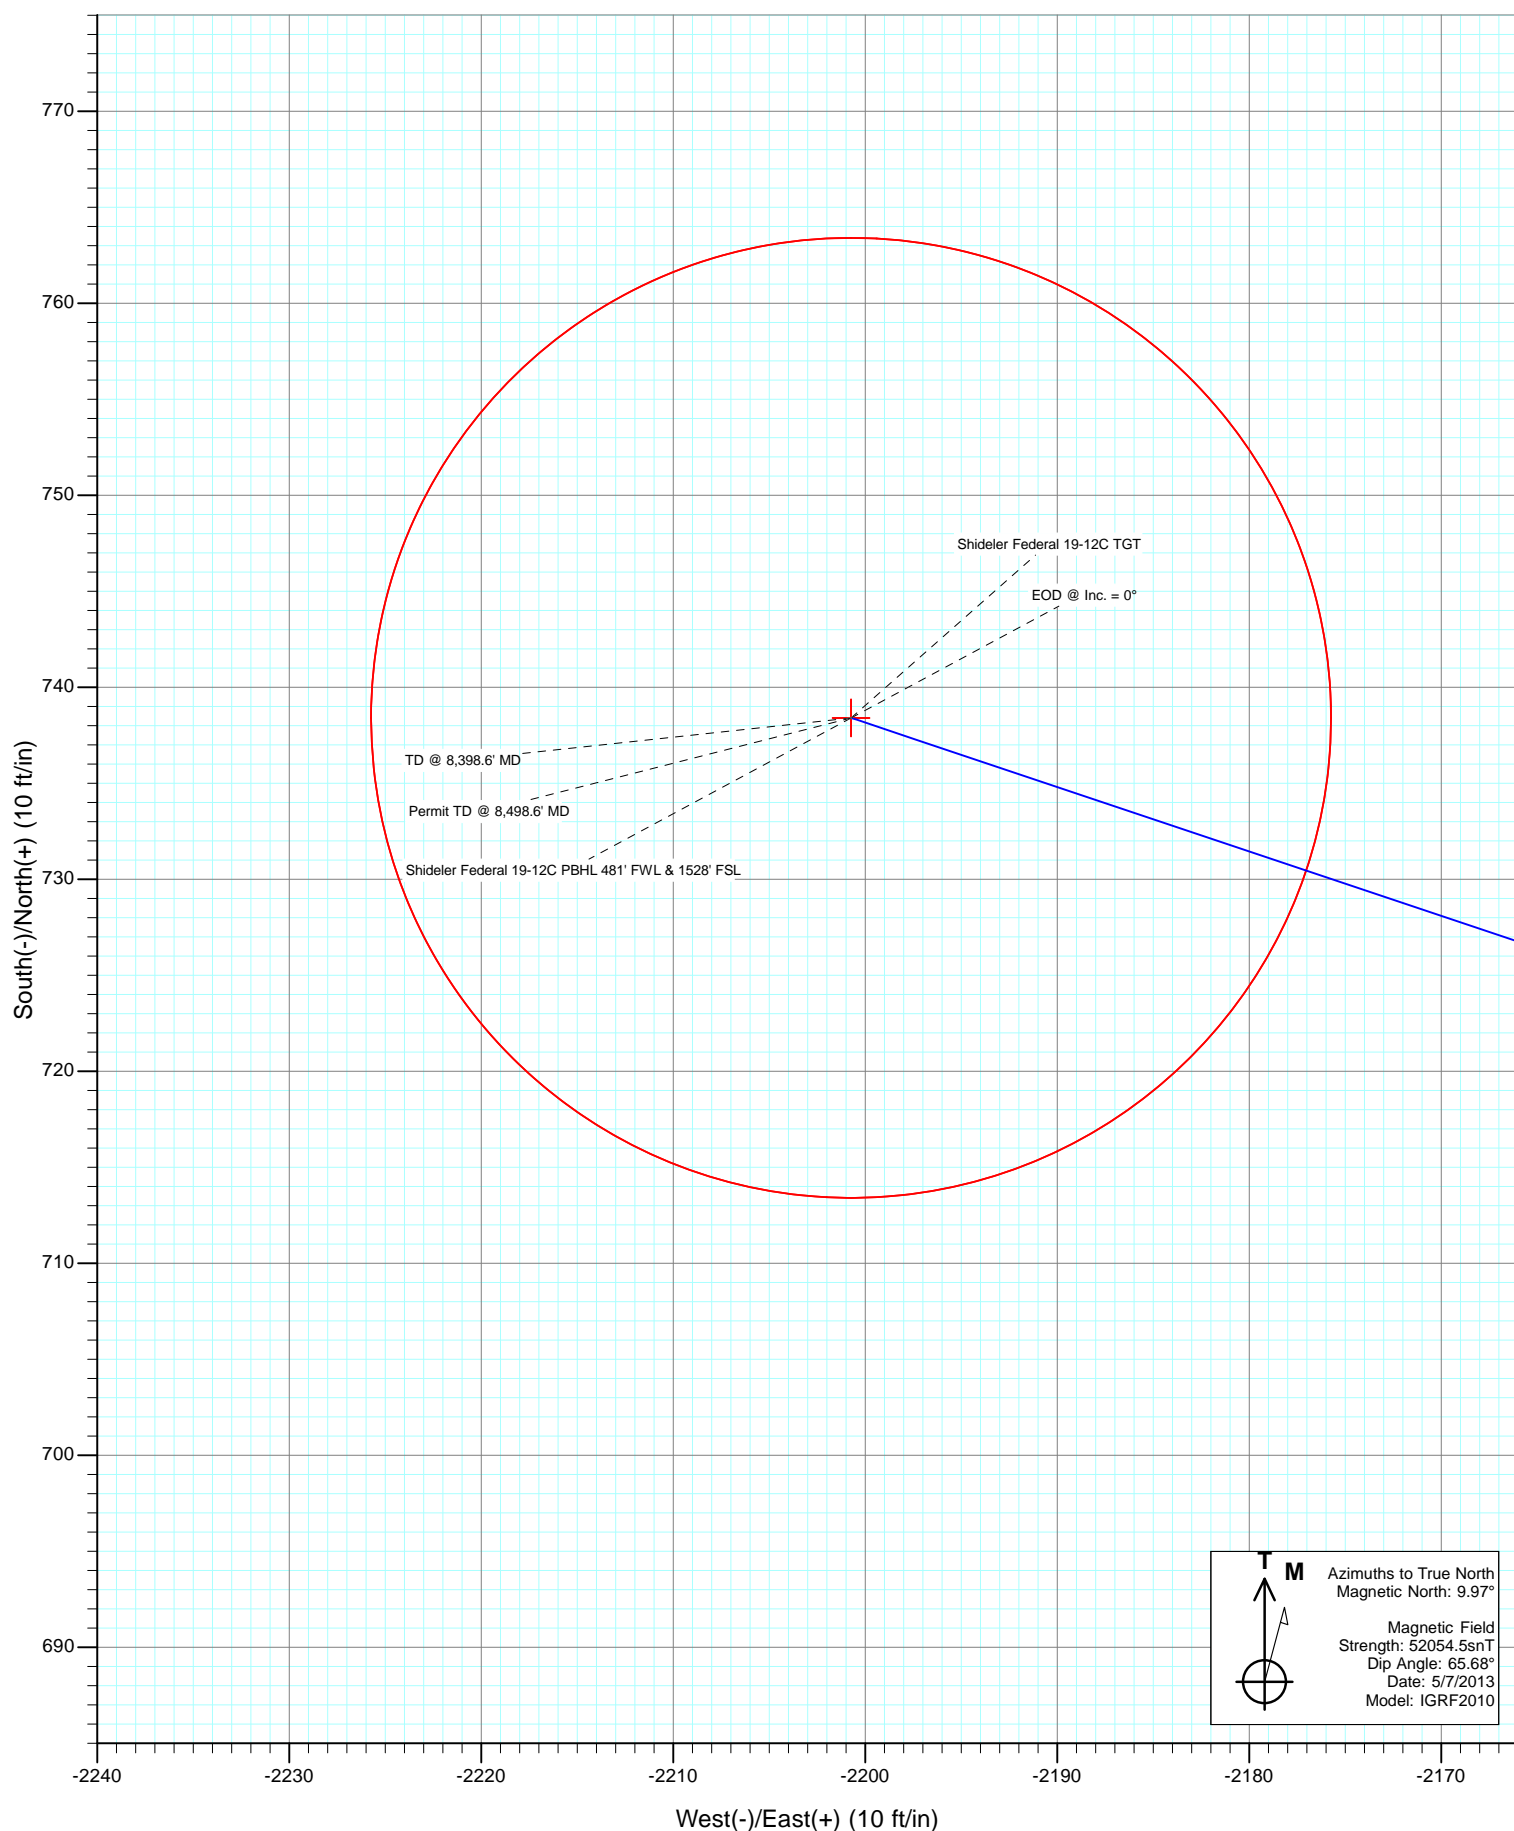 770
760
750
740
730
720
710
700
690
South(-)/North(+) (10 ft/in)
Shideler Federal 19-12C TGT
EOD @ Inc. = 0°
TD @ 8,398.6' MD
Permit TD @ 8,498.6' MD
Shideler Federal 19-12C PBHL 481' FWL & 1528' FSL
T
M
Azimuths to True North
Magnetic North: 9.97°
Magnetic Field
Strength: 52054.5snT
Dip Angle: 65.68°
Date: 5/7/2013
Model: IGRF2010
-2240 -2230 -2220 -2210 -2200 -2190 -2180 -2170
West(-)/East(+) (10 ft/in)